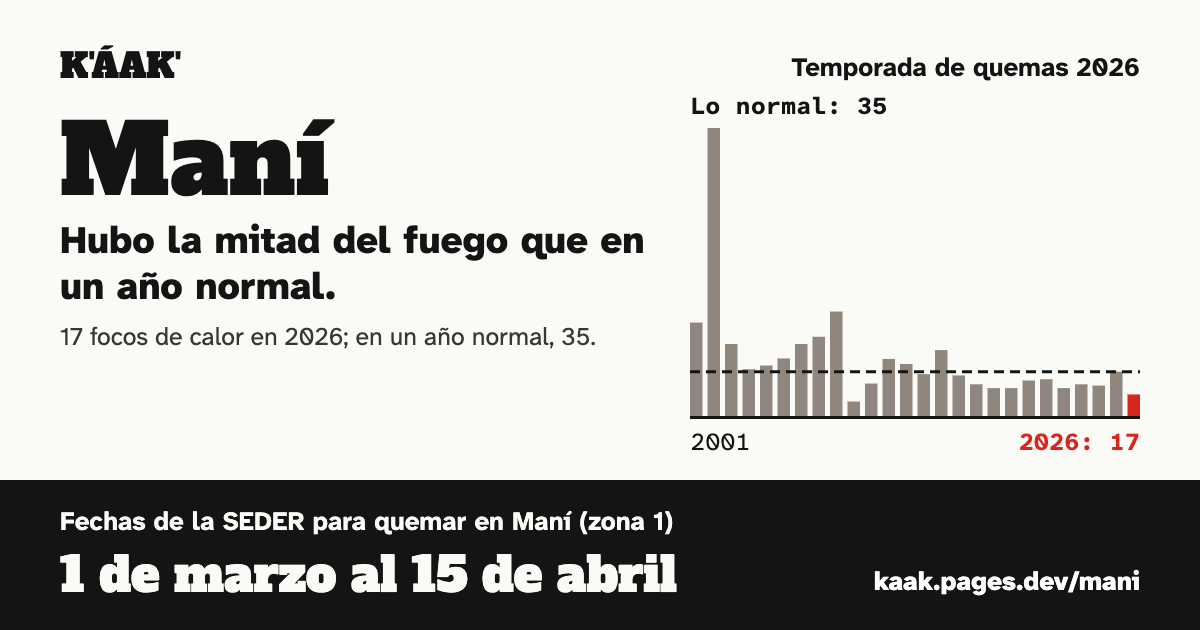 K'ÁAK'
Maní
Hubo la mitad del fuego que en
un año normal.
17 focos de calor en 2026; en un año normal, 35.
Temporada de quemas 2026
Lo normal: 35
2001
2026: 17
Fechas de la SEDER para quemar en Maní (zona 1)
1 de marzo al 15 de abril
kaak.pages.dev/mani